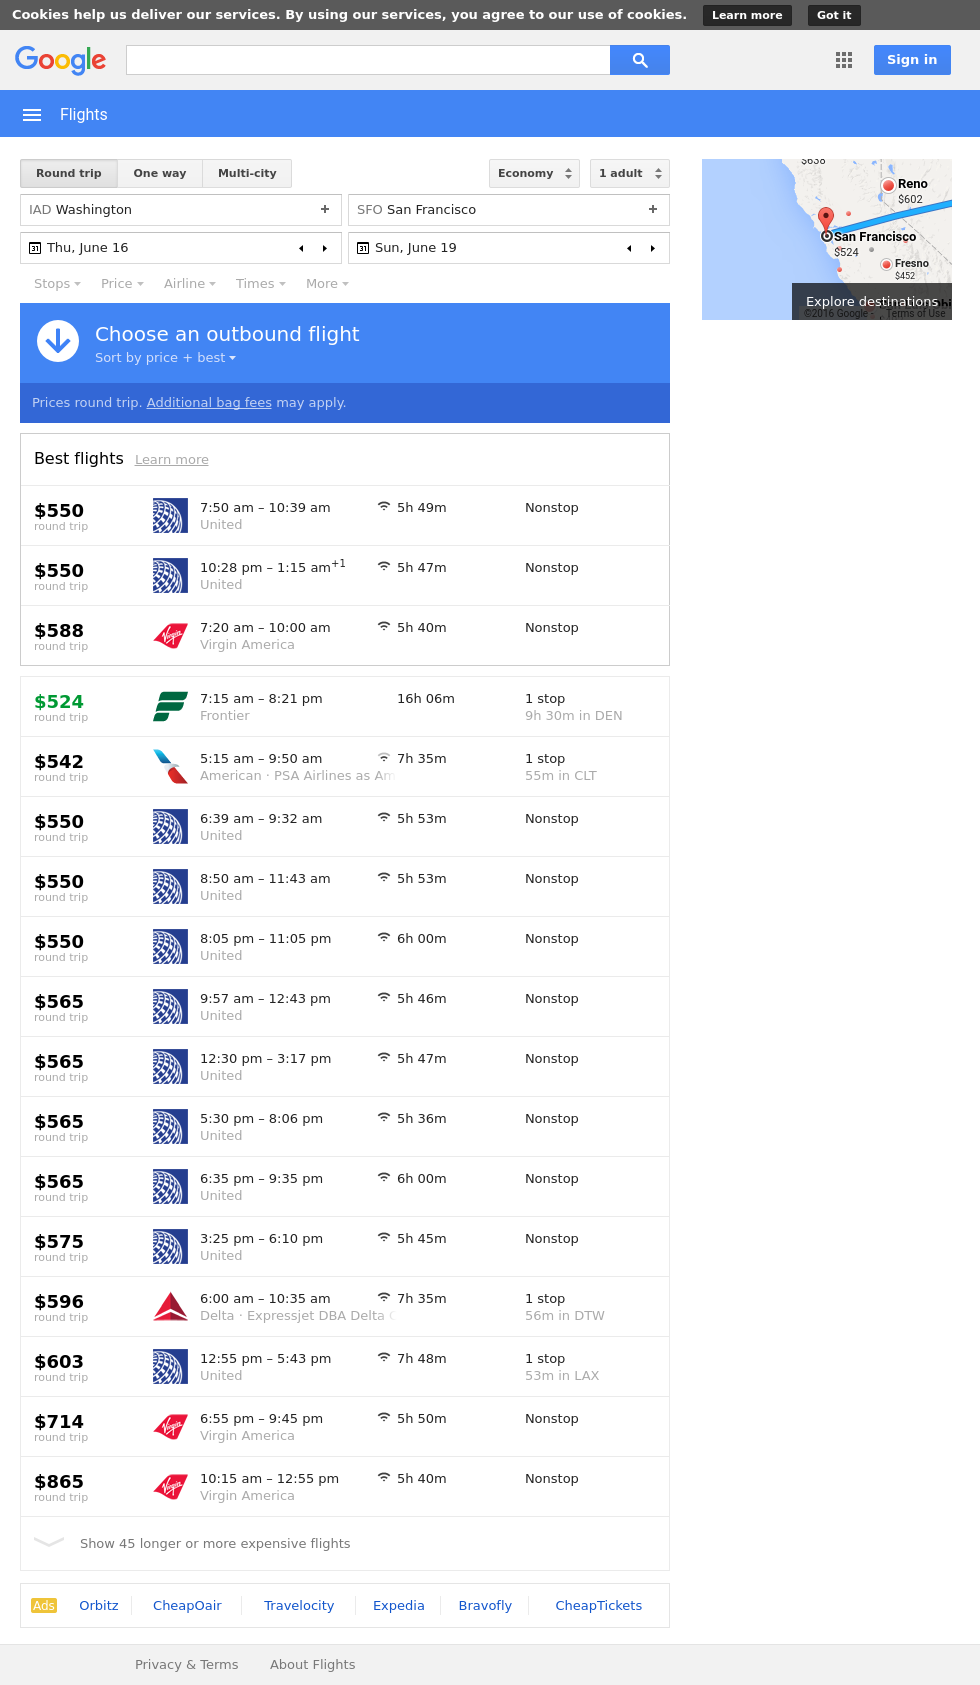 Cookies help us deliver our services. By using our services, you agree to our use of cookies. Learn more Got it
Google Sign in
Flights
Round trip One way Multi-city Economy 1 adult
IAD Washington + SFO San Francisco +
31 Thu, June 16 31 Sun, June 19
Stops Price Airline Times More
Choose an outbound flight
Sort by price + best
Prices round trip. Additional bag fees may apply.
$638
Reno
$602
San Francisco
$524
Fresno
$452
Explore destinations
©2016 Google Terms of Use
Best flights Learn more
$550 7:50 am – 10:39 am 5h 49m Nonstop
round trip United
$550 10:28 pm – 1:15 am+1 5h 47m Nonstop
round trip United
$588 7:20 am – 10:00 am 5h 40m Nonstop
round trip Virgin America
$524 7:15 am – 8:21 pm 16h 06m 1 stop
round trip Frontier 9h 30m in DEN
$542 5:15 am – 9:50 am 7h 35m 1 stop
round trip American · PSA Airlines as Am 55m in CLT
$550 6:39 am – 9:32 am 5h 53m Nonstop
round trip United
$550 8:50 am – 11:43 am 5h 53m Nonstop
round trip United
$550 8:05 pm – 11:05 pm 6h 00m Nonstop
round trip United
$565 9:57 am – 12:43 pm 5h 46m Nonstop
round trip United
$565 12:30 pm – 3:17 pm 5h 47m Nonstop
round trip United
$565 5:30 pm – 8:06 pm 5h 36m Nonstop
round trip United
$565 6:35 pm – 9:35 pm 6h 00m Nonstop
round trip United
$575 3:25 pm – 6:10 pm 5h 45m Nonstop
round trip United
$596 6:00 am – 10:35 am 7h 35m 1 stop
round trip Delta · Expressjet DBA Delta 56m in DTW
$603 12:55 pm – 5:43 pm 7h 48m 1 stop
round trip United 53m in LAX
$714 6:55 pm – 9:45 pm 5h 50m Nonstop
round trip Virgin America
$865 10:15 am – 12:55 pm 5h 40m Nonstop
round trip Virgin America
Show 45 longer or more expensive flights
Ads Orbitz CheapOair Travelocity Expedia Bravofly CheapTickets
Privacy & Terms About Flights